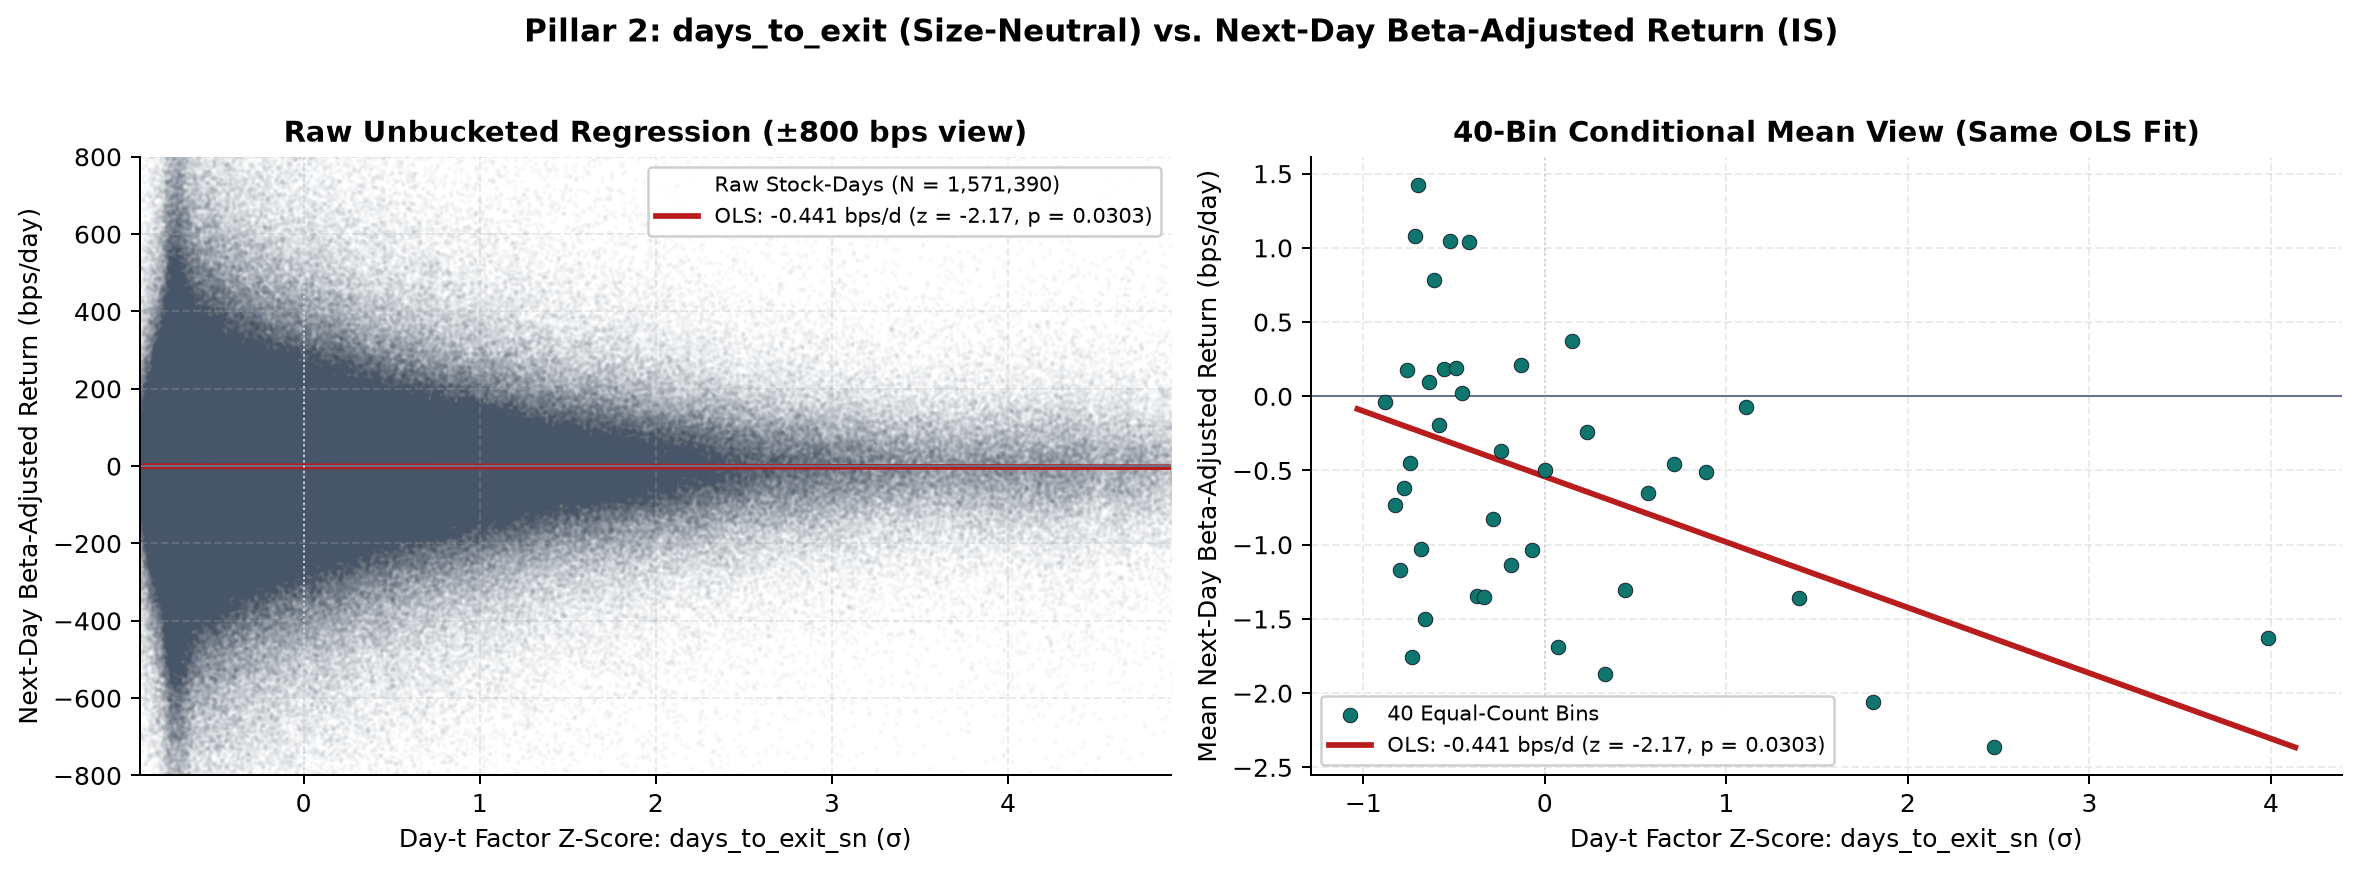 Pillar 2: days_to_exit (Size-Neutral) vs. Next-Day Beta-Adjusted Return (IS)
Raw Unbucketed Regression (±800 bps view)
Next-Day Beta-Adjusted Return (bps/day)
800
600
400
200
0
−200
−400
−600
−800
Raw Stock-Days (N = 1,571,390)
OLS: -0.441 bps/d (z = -2.17, p = 0.0303)
0
1
2
3
4
Day-t Factor Z-Score: days_to_exit_sn (σ)
40-Bin Conditional Mean View (Same OLS Fit)
Mean Next-Day Beta-Adjusted Return (bps/day)
1.5
1.0
0.5
0.0
−0.5
−1.0
−1.5
−2.0
−2.5
40 Equal-Count Bins
OLS: -0.441 bps/d (z = -2.17, p = 0.0303)
−1
0
1
2
3
4
Day-t Factor Z-Score: days_to_exit_sn (σ)